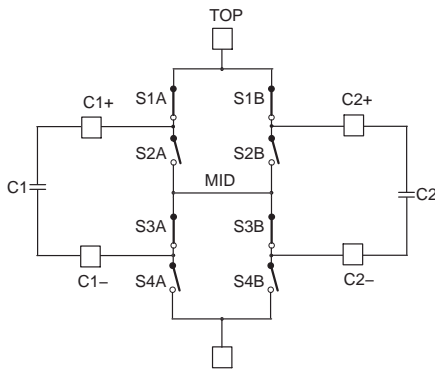 TOP
C1+
S1A
S1B
C2+
S2A
S2B
C1
MID
C2
S3A
S3B
C1–
S4A
S4B
C2–